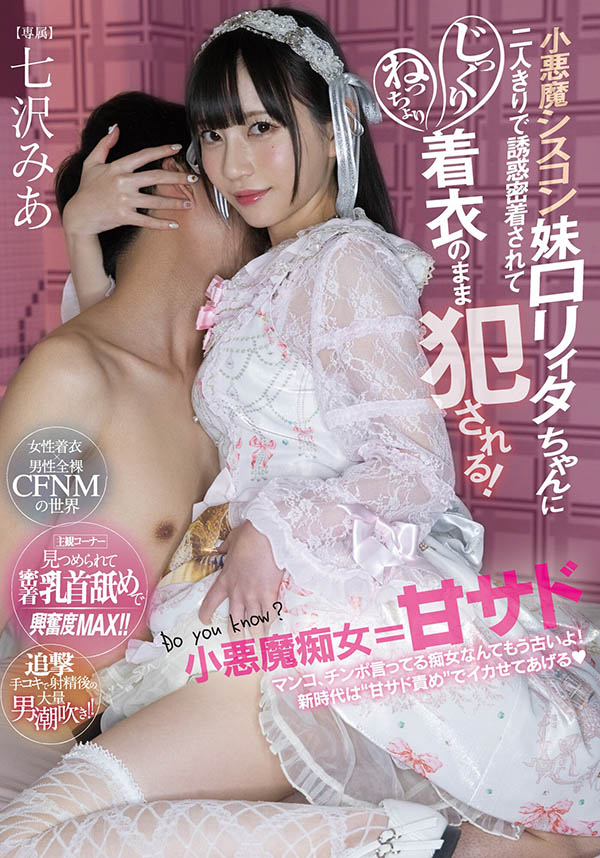 【専属】
七沢みあ
小悪魔シスコン妹ロリィタちゃんに
二人きりで誘惑密着されて
じっくり
ねっちょり
着衣のまま
犯される!
女性着衣
男性全裸
CFNM
の世界
主観コーナー
見つめられて
密着乳首舐めで
興奮度MAX!!
追撃
手コキで射精後の
大量
男潮吹き!!
Do you know?
小悪魔痴女=甘サド
マンコ、チンポ言ってる痴女なんてもう古いよ!
新時代は“甘サド責め”でイカせてあげる♥